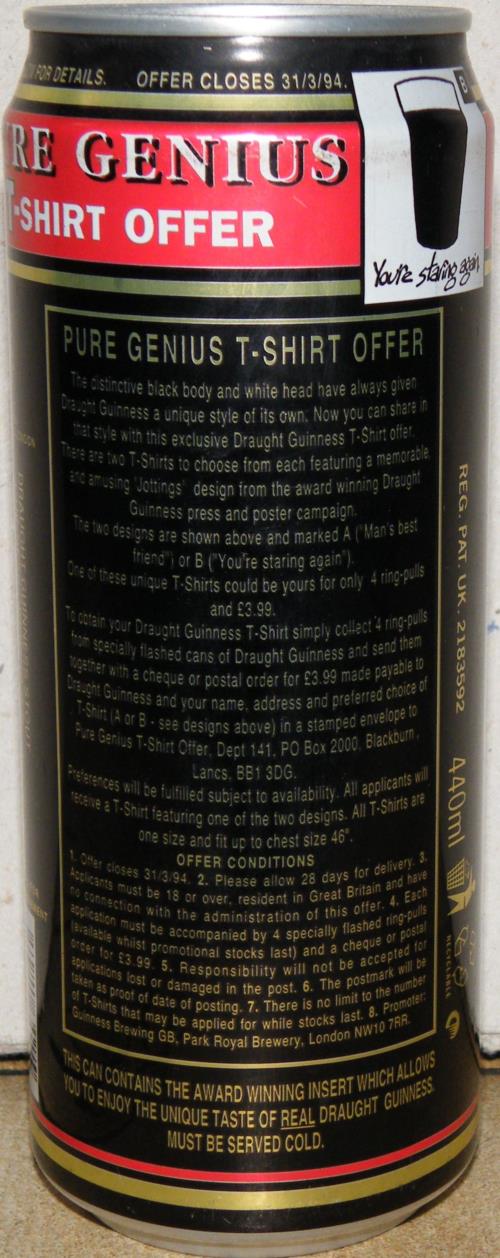 FOR DETAILS. OFFER CLOSES 31/3/94.
RE GENIUS
T-SHIRT OFFER
B
You're staring again.
PURE GENIUS T-SHIRT OFFER
The distinctive black body and white head have always given
Draught Guinness a unique style of its own. Now you can share in
that style with this exclusive Draught Guinness T-Shirt offer.
There are two T-Shirts to choose from each featuring a memorable
and amusing 'Jottings' design from the award winning Draught
Guinness press and poster campaign.
The two designs are shown above and marked A ("Man's best
friend") or B ("You're staring again").
One of these unique T-Shirts could be yours for only 4 ring-pulls
and £3.99.
To obtain your Draught Guinness T-Shirt simply collect 4 ring-pulls
from specially flashed cans of Draught Guinness and send them
together with a cheque or postal order for £3.99 made payable to
Draught Guinness and your name, address and preferred choice of
T-Shirt (A or B - see designs above) in a stamped envelope to
Pure Genius T-Shirt Offer, Dept 141, PO Box 2000, Blackburn,
Lancs, BB1 3DG.
Preferences will be fulfilled subject to availability. All applicants will
receive a T-Shirt featuring one of the two designs. All T-Shirts are
one size and fit up to chest size 46".
OFFER CONDITIONS
1. Offer closes 31/3/94. 2. Please allow 28 days for delivery. 3.
Applicants must be 18 or over, resident in Great Britain and have
no connection with the administration of this offer. 4. Each
application must be accompanied by 4 specially flashed ring-pulls
(available whilst promotional stocks last) and a cheque or postal
order for £3.99. 5. Responsibility will not be accepted for
applications lost or damaged in the post. 6. The postmark will be
taken as proof of date of posting. 7. There is no limit to the number
of T-Shirts that may be applied for while stocks last. 8. Promoter:
Guinness Brewing GB, Park Royal Brewery, London NW10 7RR.
THIS CAN CONTAINS THE AWARD WINNING INSERT WHICH ALLOWS
YOU TO ENJOY THE UNIQUE TASTE OF REAL DRAUGHT GUINNESS.
MUST BE SERVED COLD.
REG. PAT. UK. 2183592 440ml
RECYCLABLE
DRAUGHT GUINNESS STOUT